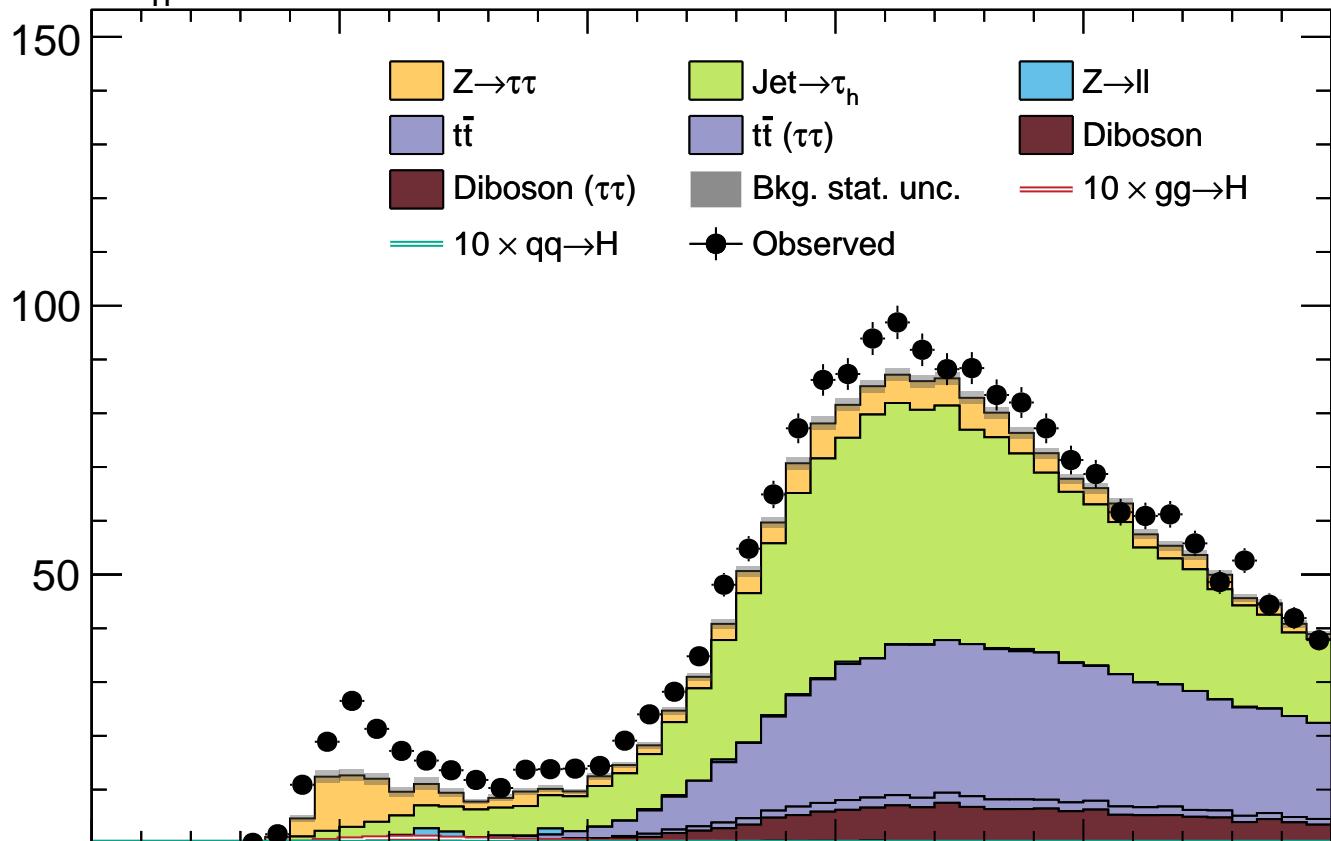 150
Z→ττ Jet→τh Z→ll
tt̄ tt̄ (ττ) Diboson
Diboson (ττ) Bkg. stat. unc. 10 × gg→H
10 × qq→H Observed
100
50